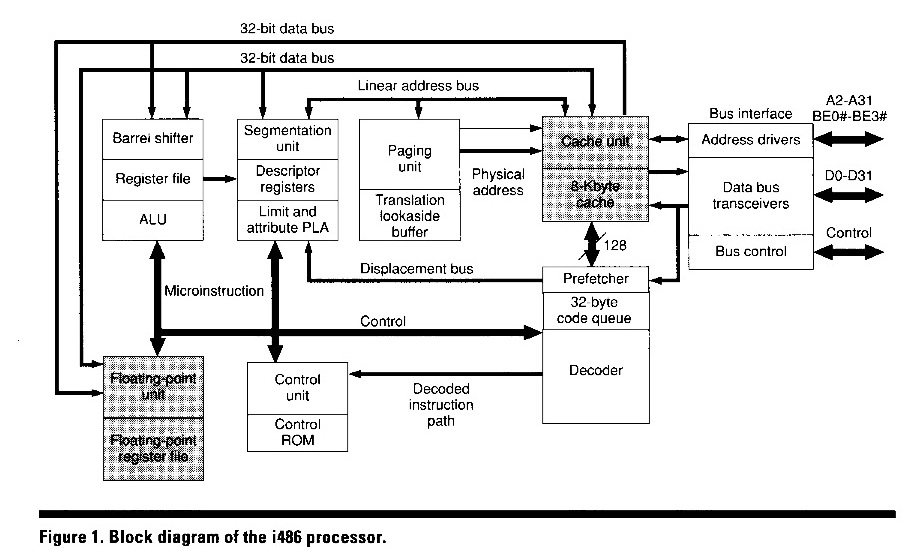 32-bit data bus
32-bit data bus
Linear address bus
A2-A31
BE0#-BE3#
Bus interface
Barrel shifter
Register file
ALU
Segmentation
unit
Descriptor
registers
Limit and
attribute PLA
Paging
unit
Translation
lookaside
buffer
Physical
address
Cache unit
8-Kbyte
cache
Address drivers
Data bus
transceivers
Bus control
D0-D31
Control
128
Displacement bus
Prefetcher
32-byte
code queue
Decoder
Microinstruction
Control
Floating-point
unit
Floating-point
register file
Control
unit
Control
ROM
Decoded
instruction
path
Figure 1. Block diagram of the i486 processor.